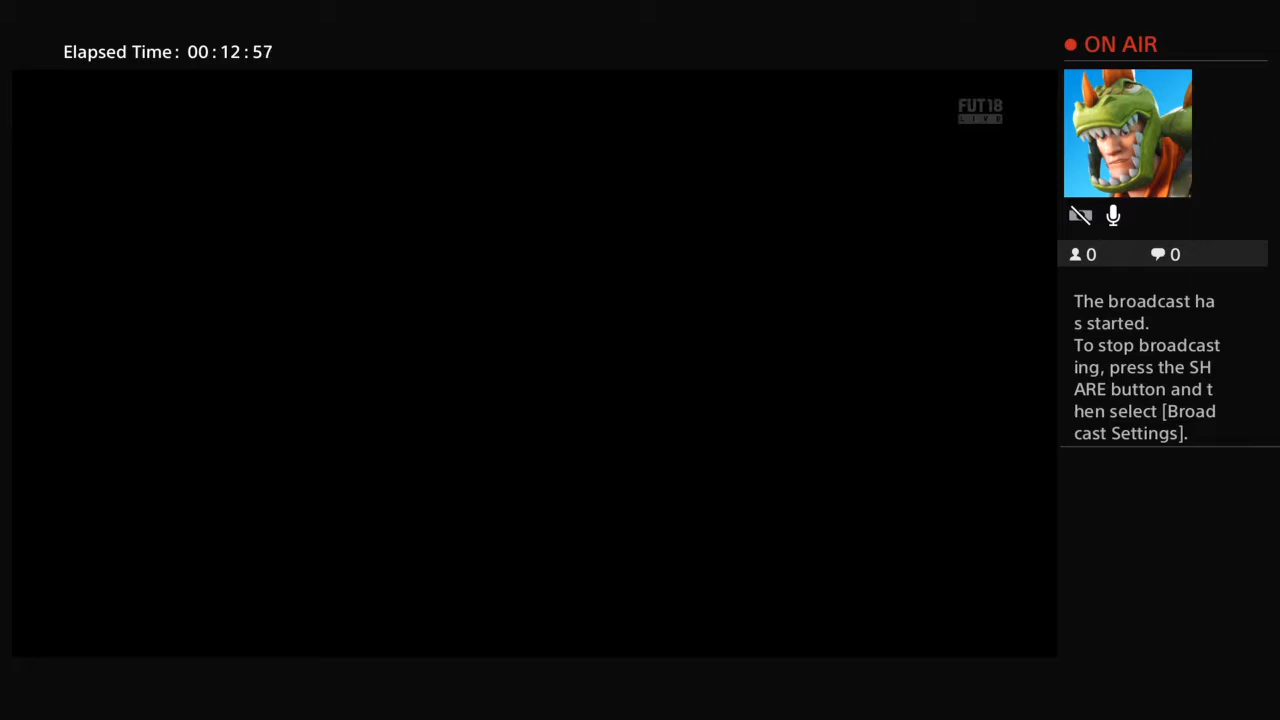 Elapsed Time: 00:12:57
ON AIR
FUT18
LIVE
0 0
The broadcast ha
s started.
To stop broadcast
ing, press the SH
ARE button and t
hen select [Broad
cast Settings].